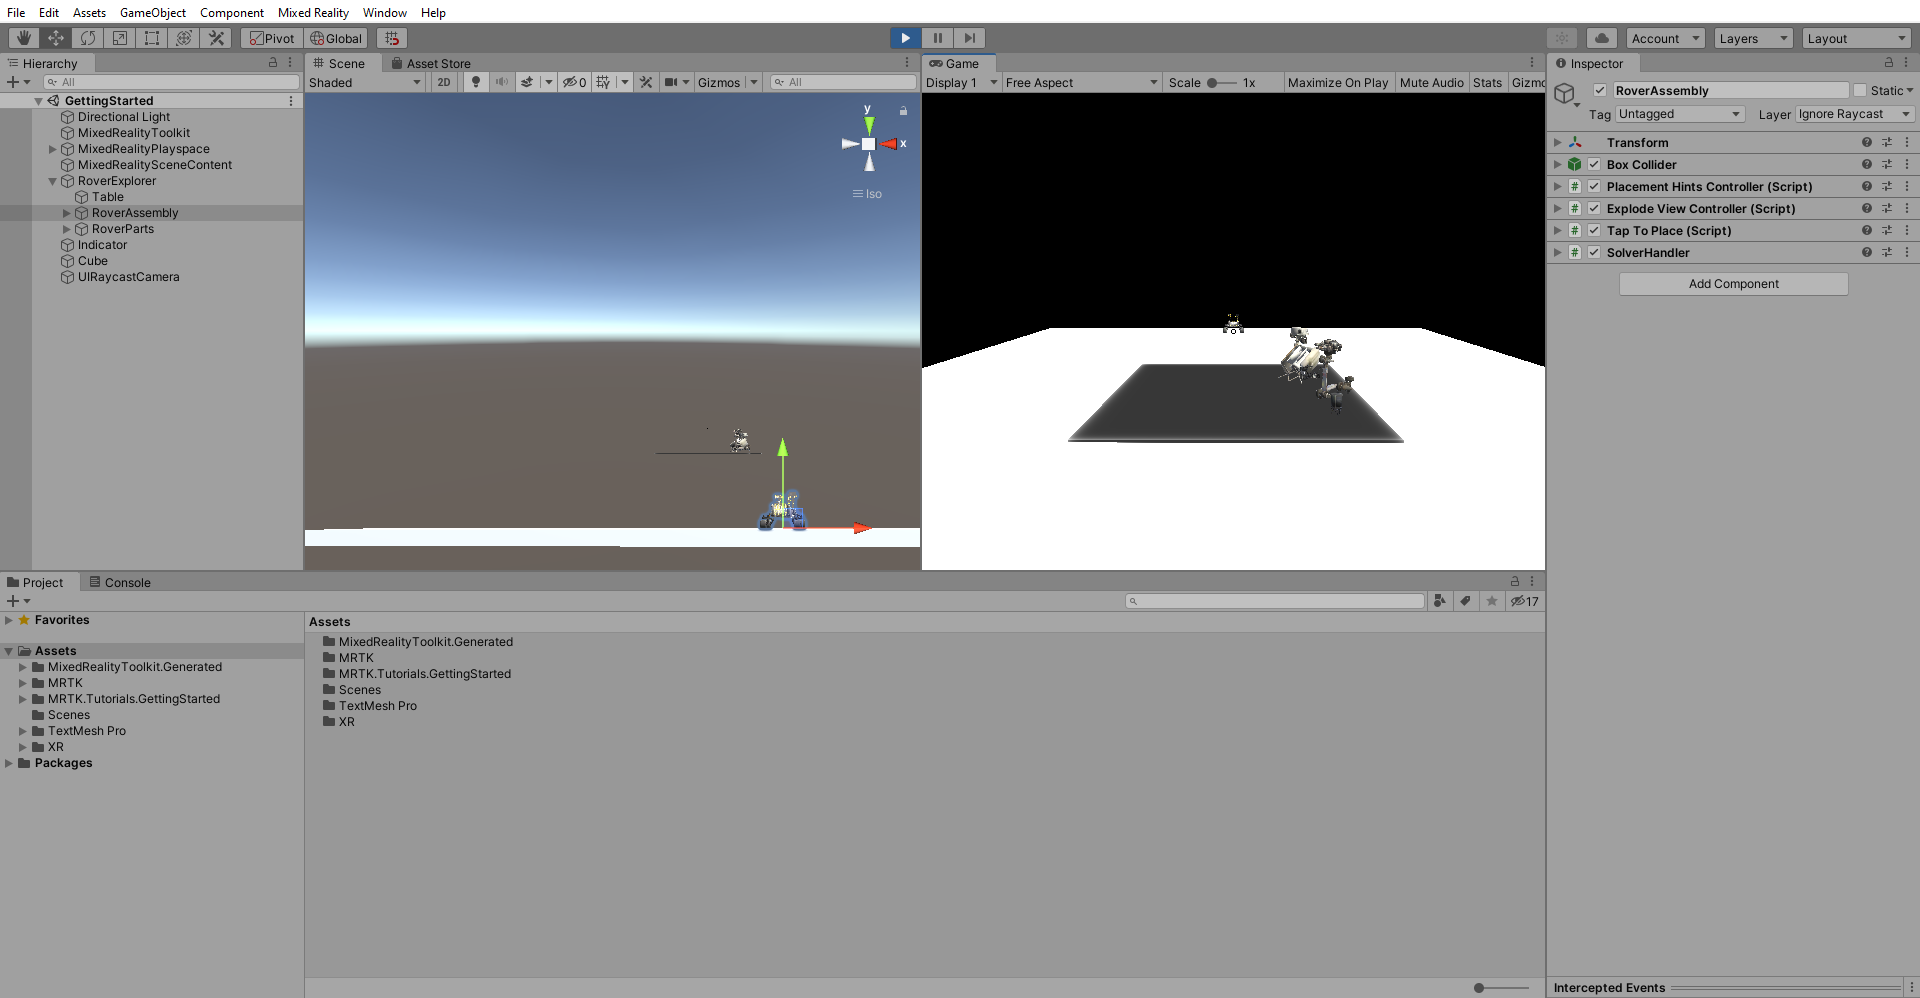 File Edit Assets GameObject Component Mixed Reality Window Help
Pivot Global Account Layers Layout
Hierarchy
All
GettingStarted
Directional Light
MixedRealityToolkit
MixedRealityPlayspace
MixedRealitySceneContent
RoverExplorer
Table
RoverAssembly
RoverParts
Indicator
Cube
UIRaycastCamera
Scene Asset Store
Shaded 2D 0 Gizmos All
y
x
Iso
Game
Display 1 Free Aspect Scale 1x Maximize On Play Mute Audio Stats Gizmo
Inspector
RoverAssembly Static
Tag Untagged Layer Ignore Raycast
Transform
Box Collider
# Placement Hints Controller (Script)
# Explode View Controller (Script)
# Tap To Place (Script)
# SolverHandler
Add Component
Project Console
17
Favorites
Assets
MixedRealityToolkit.Generated
MRTK
MRTK.Tutorials.GettingStarted
Scenes
TextMesh Pro
XR
Packages
Assets
MixedRealityToolkit.Generated
MRTK
MRTK.Tutorials.GettingStarted
Scenes
TextMesh Pro
XR
Intercepted Events